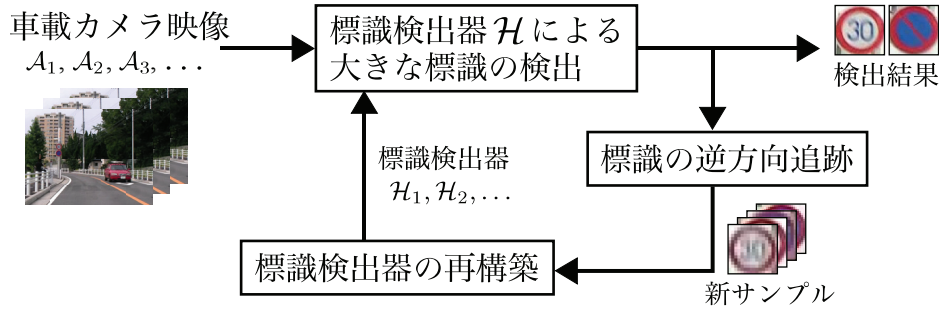 車載カメラ映像
𝒜₁, 𝒜₂, 𝒜₃, . . .
標識検出器 ℋ による
大きな標識の検出
30
検出結果
標識の逆方向追跡
標識検出器
ℋ₁, ℋ₂, . . .
標識検出器の再構築
30
新サンプル